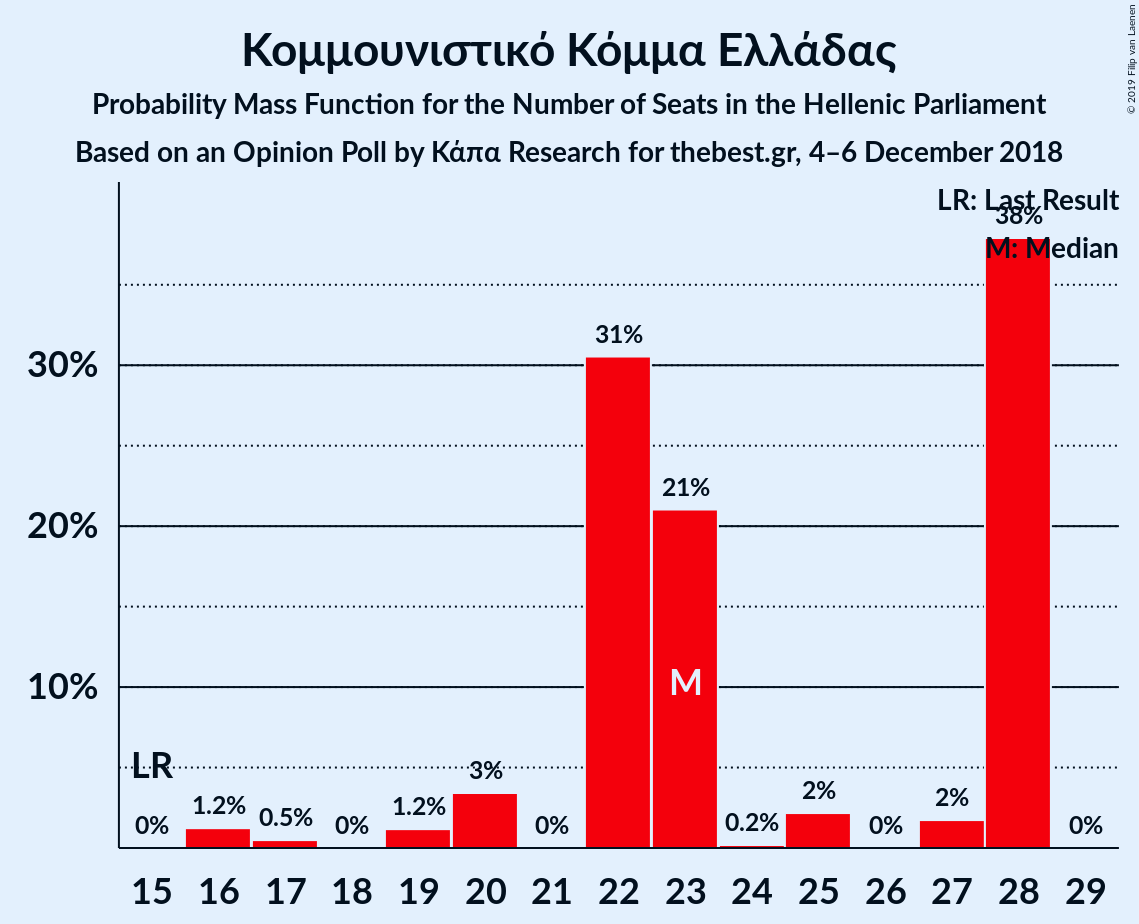 Κομμουνιστικό Κόμμα Ελλάδας
Probability Mass Function for the Number of Seats in the Hellenic Parliament
Based on an Opinion Poll by Κάπα Research for thebest.gr, 4–6 December 2018
© 2019 Filip van Laenen
LR: Last Result
M: Median
38%
31%
30%
21%
20%
M
10%
LR
0% 1.2% 0.5% 0% 1.2% 3% 0% 0.2% 2% 0% 2% 0%
15 16 17 18 19 20 21 22 23 24 25 26 27 28 29